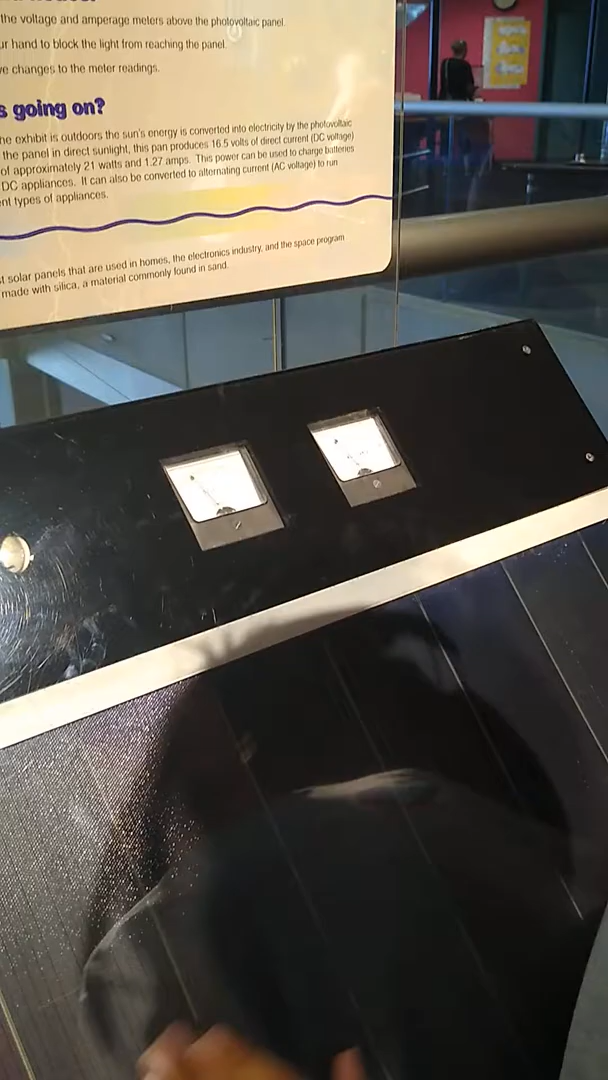 the voltage and amperage meters above the photovoltaic panel.
ur hand to block the light from reaching the panel.
ve changes to the meter readings.
s going on?
he exhibit is outdoors the sun's energy is converted into electricity by the photovoltaic
the panel in direct sunlight, this pan produces 16.5 volts of direct current (DC voltage)
of approximately 21 watts and 1.27 amps. This power can be used to charge batteries
DC appliances. It can also be converted to alternating current (AC voltage) to run
nt types of appliances.
t solar panels that are used in homes, the electronics industry, and the space program
made with silica, a material commonly found in sand.